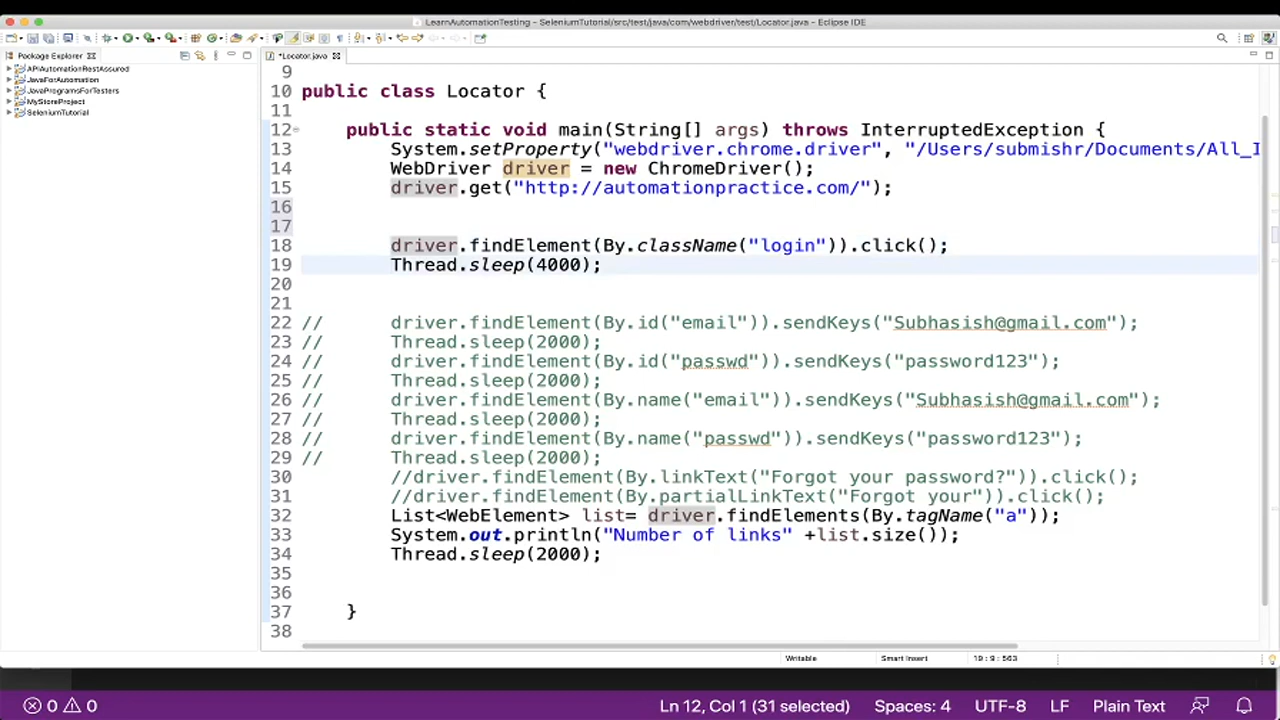 LearnAutomationTesting - SeleniumTutorial/src/test/java/com/webdriver/test/Locator.java - Eclipse IDE
Package Explorer
*Locator.java
APIAutomationRestAssured
JavaForAutomation
JavaProgramsForTesters
MyStoreProject
SeleniumTutorial
9
10 public class Locator {
11
12 public static void main(String[] args) throws InterruptedException {
13 System.setProperty("webdriver.chrome.driver", "/Users/submishr/Documents/All_I
14 WebDriver driver = new ChromeDriver();
15 driver.get("http://automationpractice.com/");
16
17
18 driver.findElement(By.className("login")).click();
19 Thread.sleep(4000);
20
21
22 // driver.findElement(By.id("email")).sendKeys("Subhasish@gmail.com");
23 // Thread.sleep(2000);
24 // driver.findElement(By.id("passwd")).sendKeys("password123");
25 // Thread.sleep(2000);
26 // driver.findElement(By.name("email")).sendKeys("Subhasish@gmail.com");
27 // Thread.sleep(2000);
28 // driver.findElement(By.name("passwd")).sendKeys("password123");
29 // Thread.sleep(2000);
30 //driver.findElement(By.linkText("Forgot your password?")).click();
31 //driver.findElement(By.partialLinkText("Forgot your")).click();
32 List<WebElement> list= driver.findElements(By.tagName("a"));
33 System.out.println("Number of links" +list.size());
34 Thread.sleep(2000);
35
36
37 }
38
Writable Smart Insert 19 : 9 : 563
0 0 Ln 12, Col 1 (31 selected) Spaces: 4 UTF-8 LF Plain Text